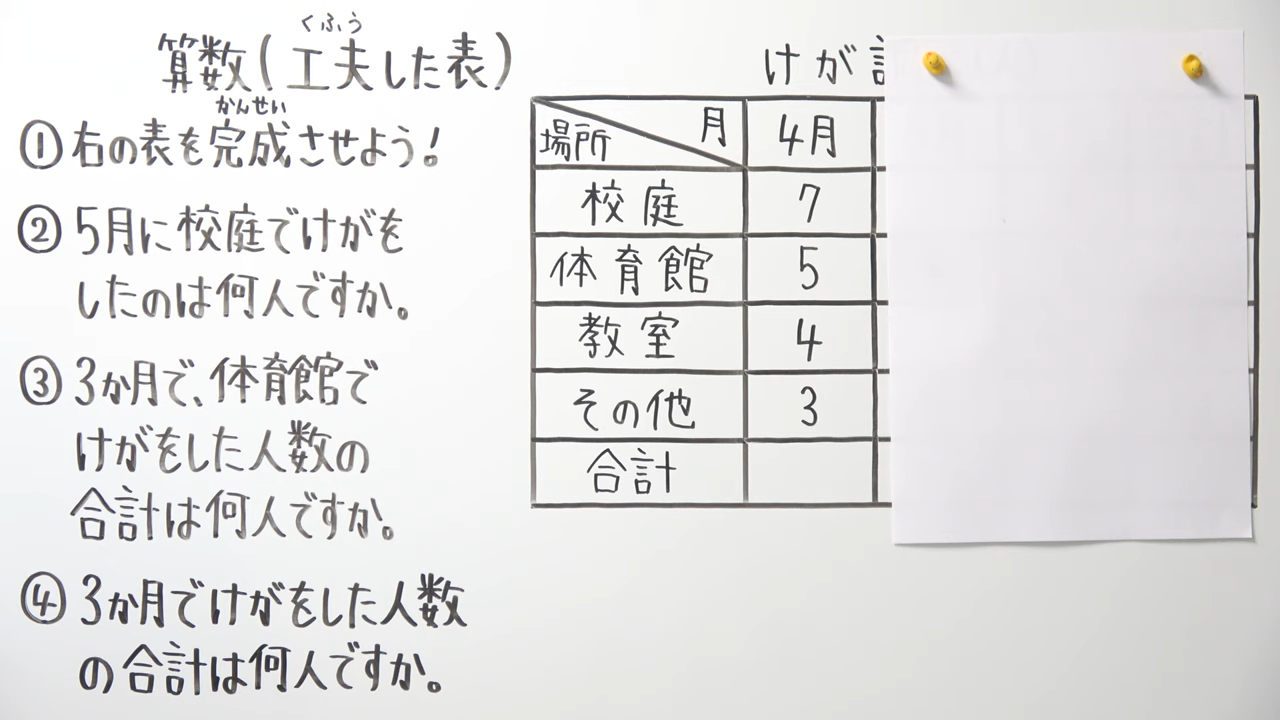 算数(工夫した表)
くふう
① 右の表を完成させよう!
かんせい
② 5月に校庭でけがを
したのは何人ですか。
③ 3か月で、体育館で
けがをした人数の
合計は何人ですか。
④ 3か月でけがをした人数
の合計は何人ですか。
けが
場所 月 4月
校庭 7
体育館 5
教室 4
その他 3
合計